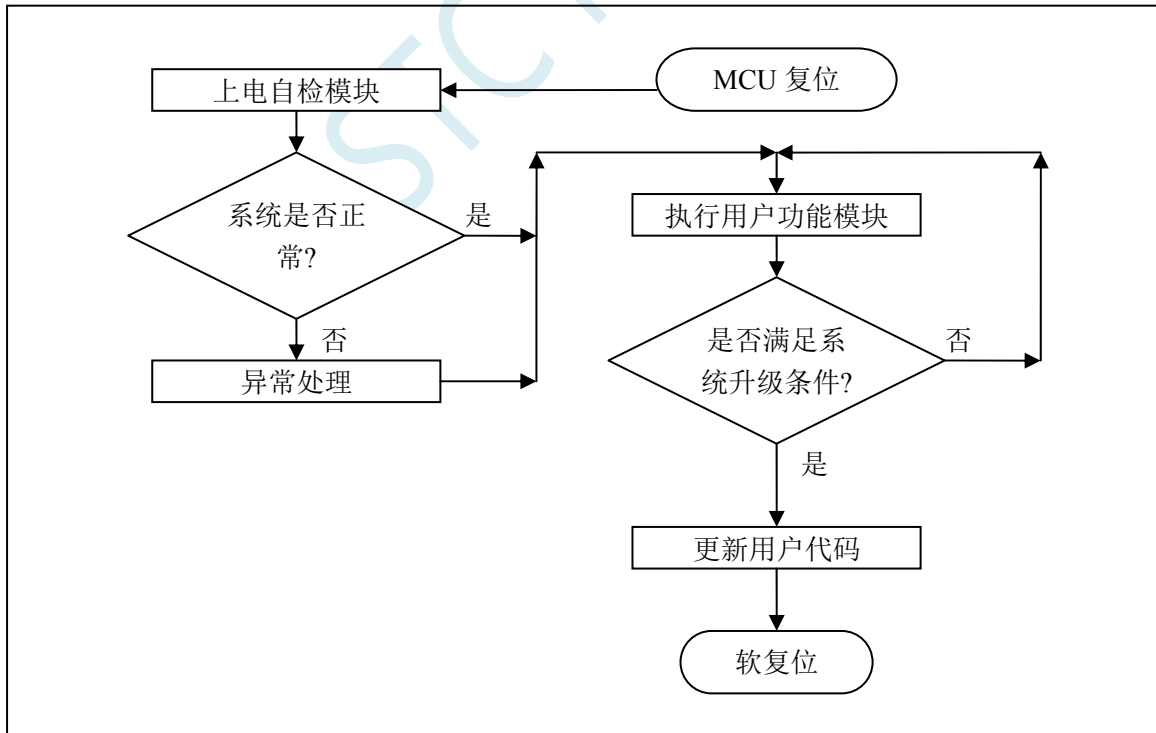 STC
MCU 复位
上电自检模块
系统是否正
常?
是
否
异常处理
执行用户功能模块
是否满足系
统升级条件?
否
是
更新用户代码
软复位